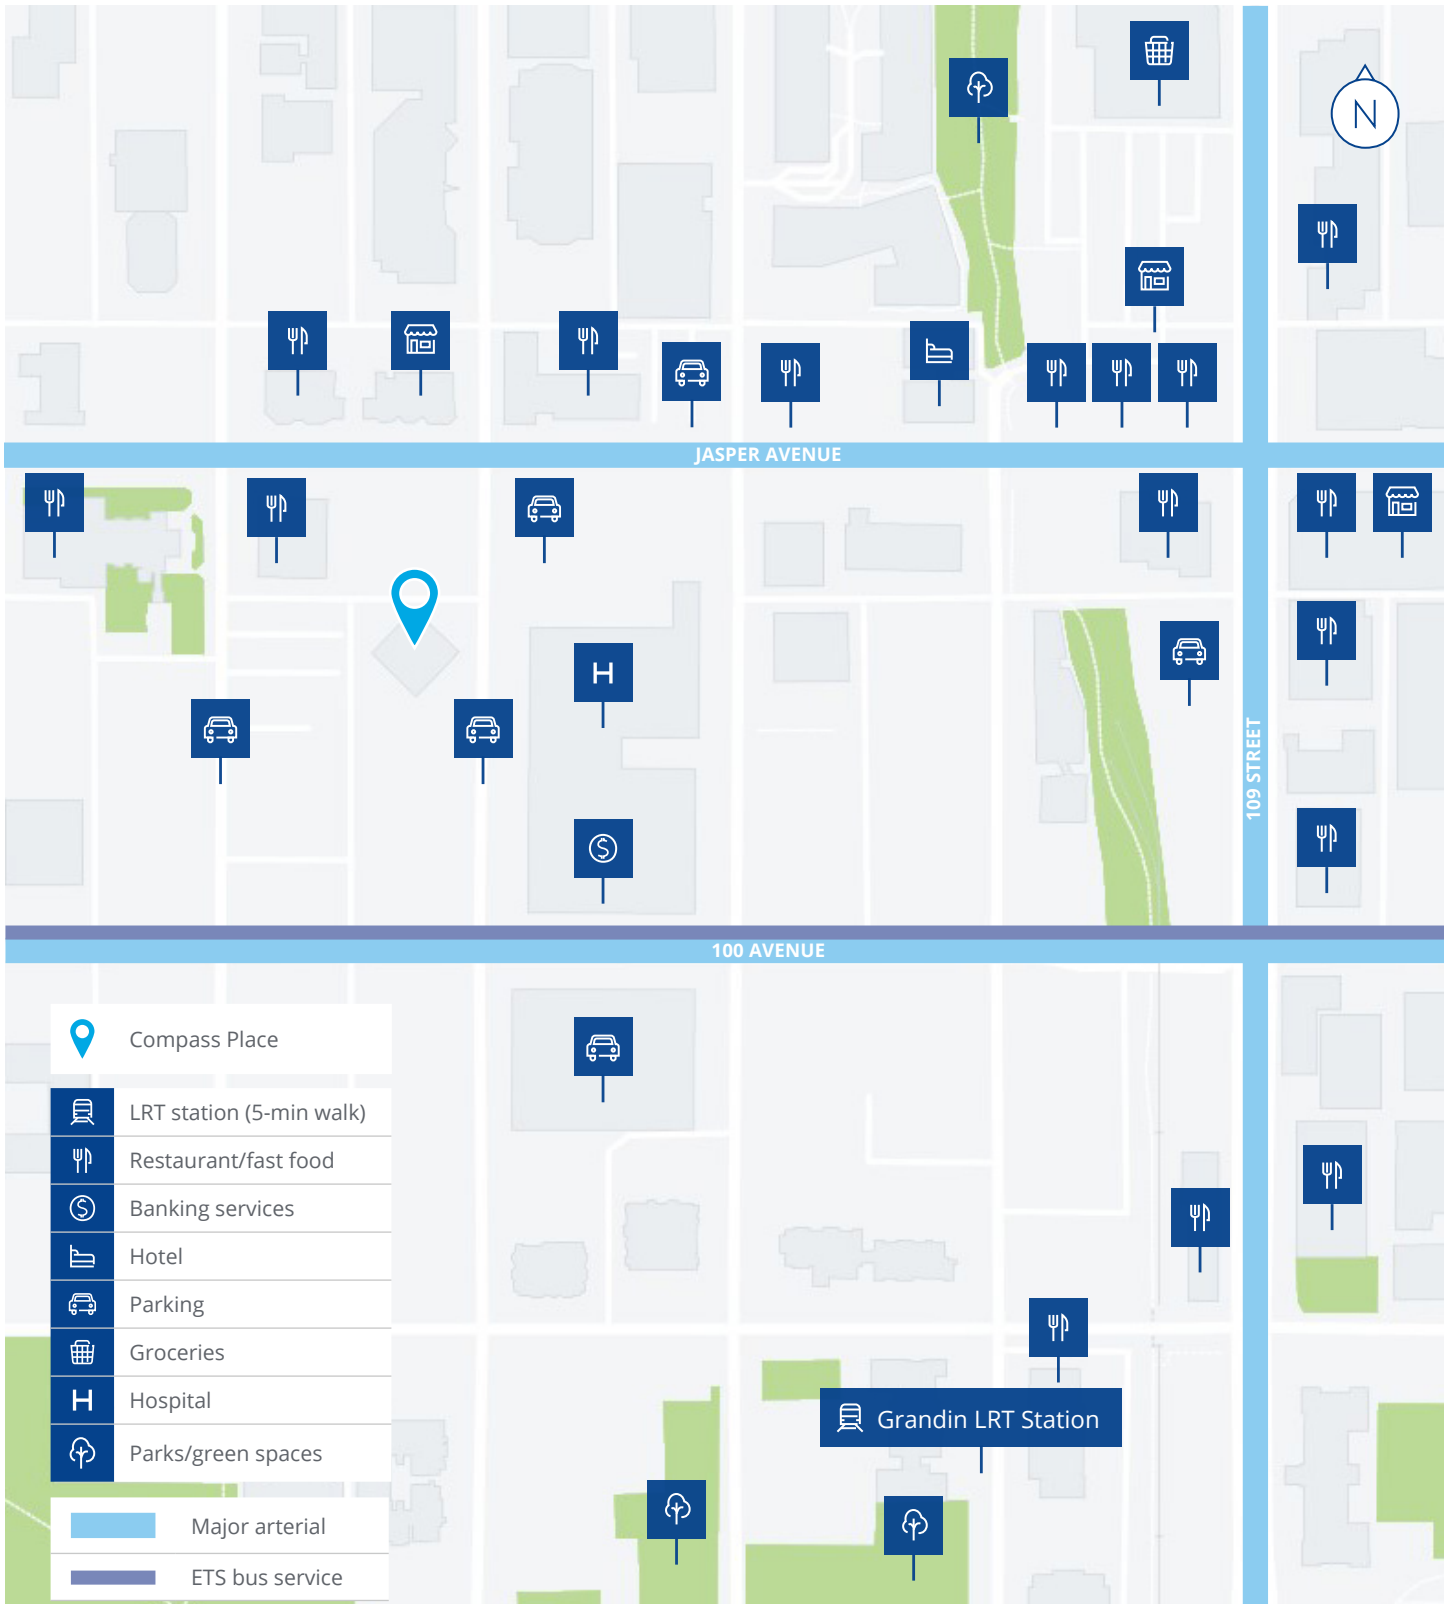 N
JASPER AVENUE
H
109 STREET
100 AVENUE
Compass Place
LRT station (5-min walk)
Restaurant/fast food
$ Banking services
Hotel
Parking
Groceries
H Hospital
Parks/green spaces
Major arterial
ETS bus service
$
Grandin LRT Station